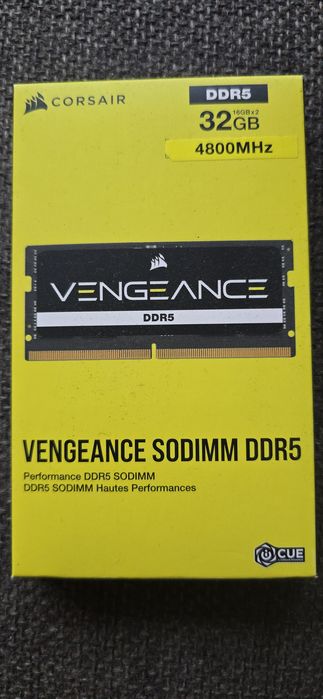 CORSAIR
DDR5
16GBx2
32GB
4800MHz
VENGEANCE
DDR5
VENGEANCE SODIMM DDR5
Performance DDR5 SODIMM
DDR5 SODIMM Hautes Performances
CUE